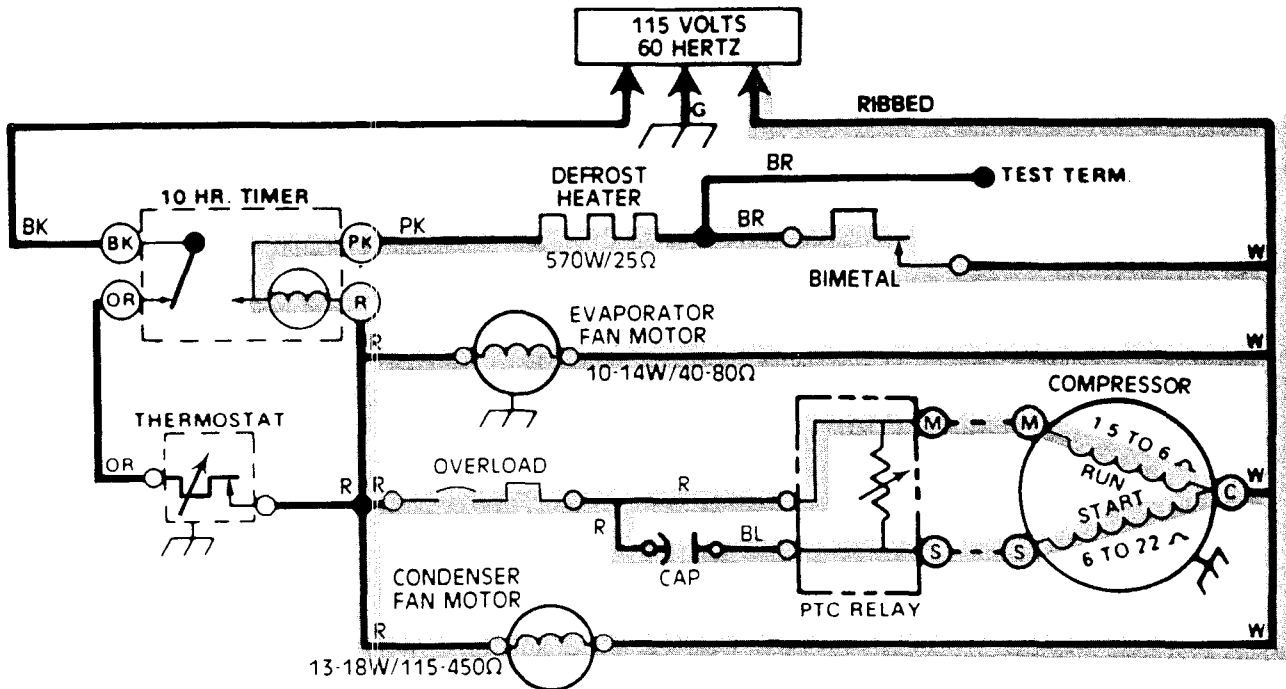 115 VOLTS
60 HERTZ
G
RIBBED
BR
TEST TERM.
DEFROST
HEATER
10 HR. TIMER
BK
BK
PK
PK
BR
570W/25Ω
BIMETAL
W
OR
R
EVAPORATOR
FAN MOTOR
R
W
10-14W/40-80Ω
COMPRESSOR
THERMOSTAT
M
M
1 5 TO 6
OR
OVERLOAD
RUN
R
R
R
W
START
C
R
BL
S
S
6 TO 22
CAP
CONDENSER
FAN MOTOR
PTC RELAY
R
W
13-18W/115-450Ω